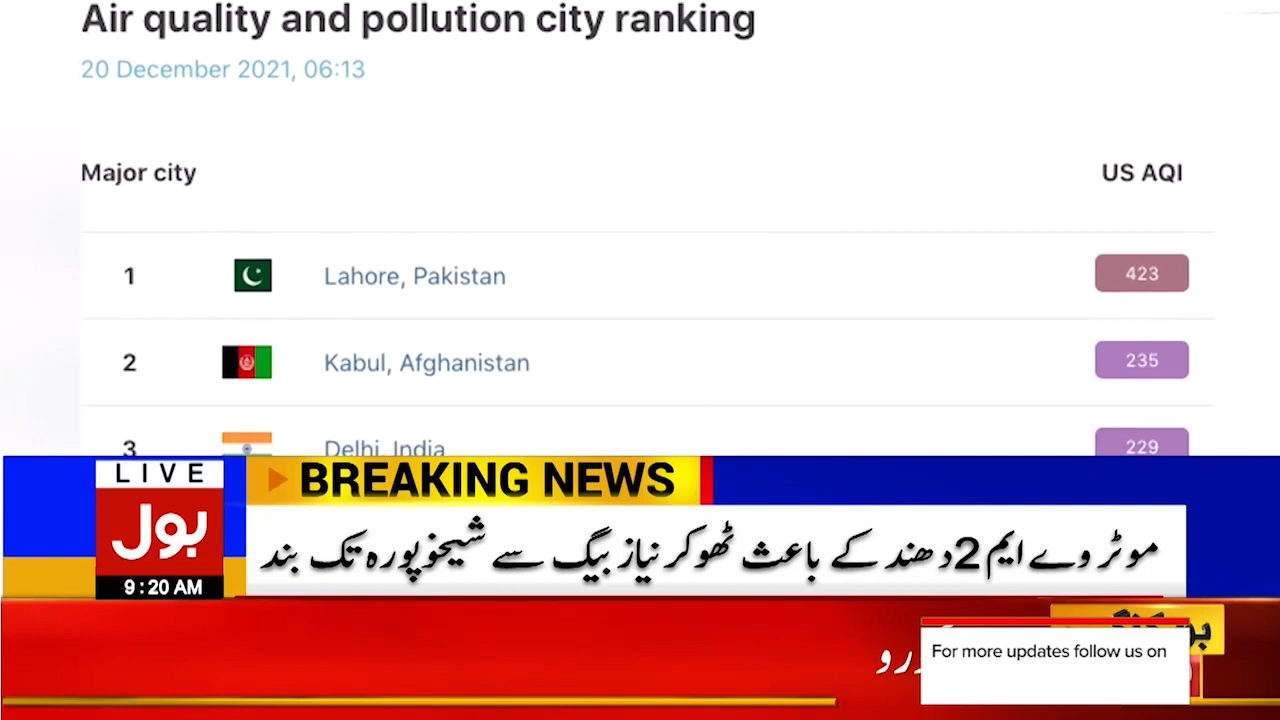 Air quality and pollution city ranking
20 December 2021, 06:13
Major city US AQI
1 Lahore, Pakistan 423
2 Kabul, Afghanistan 235
3 Delhi, India 229
LIVE
BREAKING NEWS
بول
موٹر وے ایم 2 دھند کے باعث ٹھوکر نیاز بیگ سے شیخوپورہ تک بند
9:20 AM
For more updates follow us on